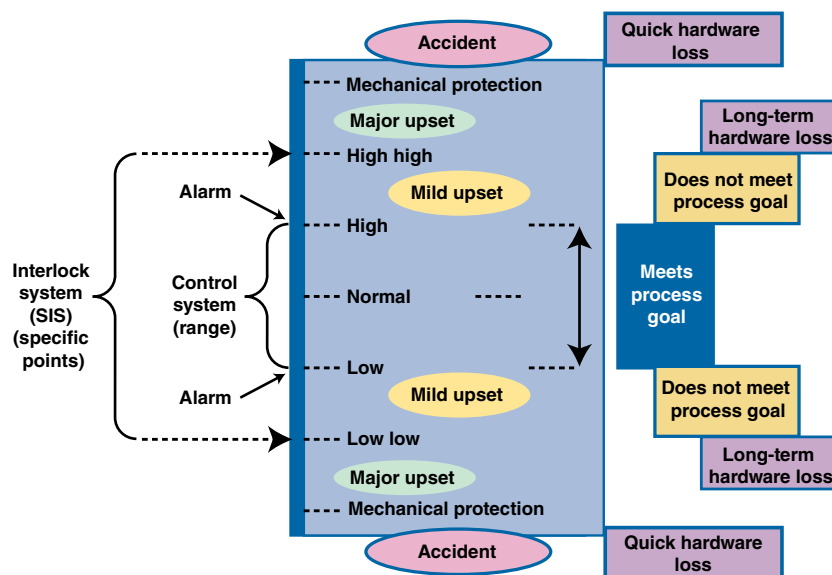 Accident
Quick hardware
loss
Mechanical protection
Major upset
Long-term
hardware loss
High high
Does not meet
process goal
Alarm
Mild upset
High
Interlock
system
(SIS)
(specific
points)
Control
system
(range)
Normal
Meets
process
goal
Low
Alarm
Mild upset
Does not meet
process goal
Low low
Long-term
hardware loss
Major upset
Mechanical protection
Accident
Quick hardware
loss